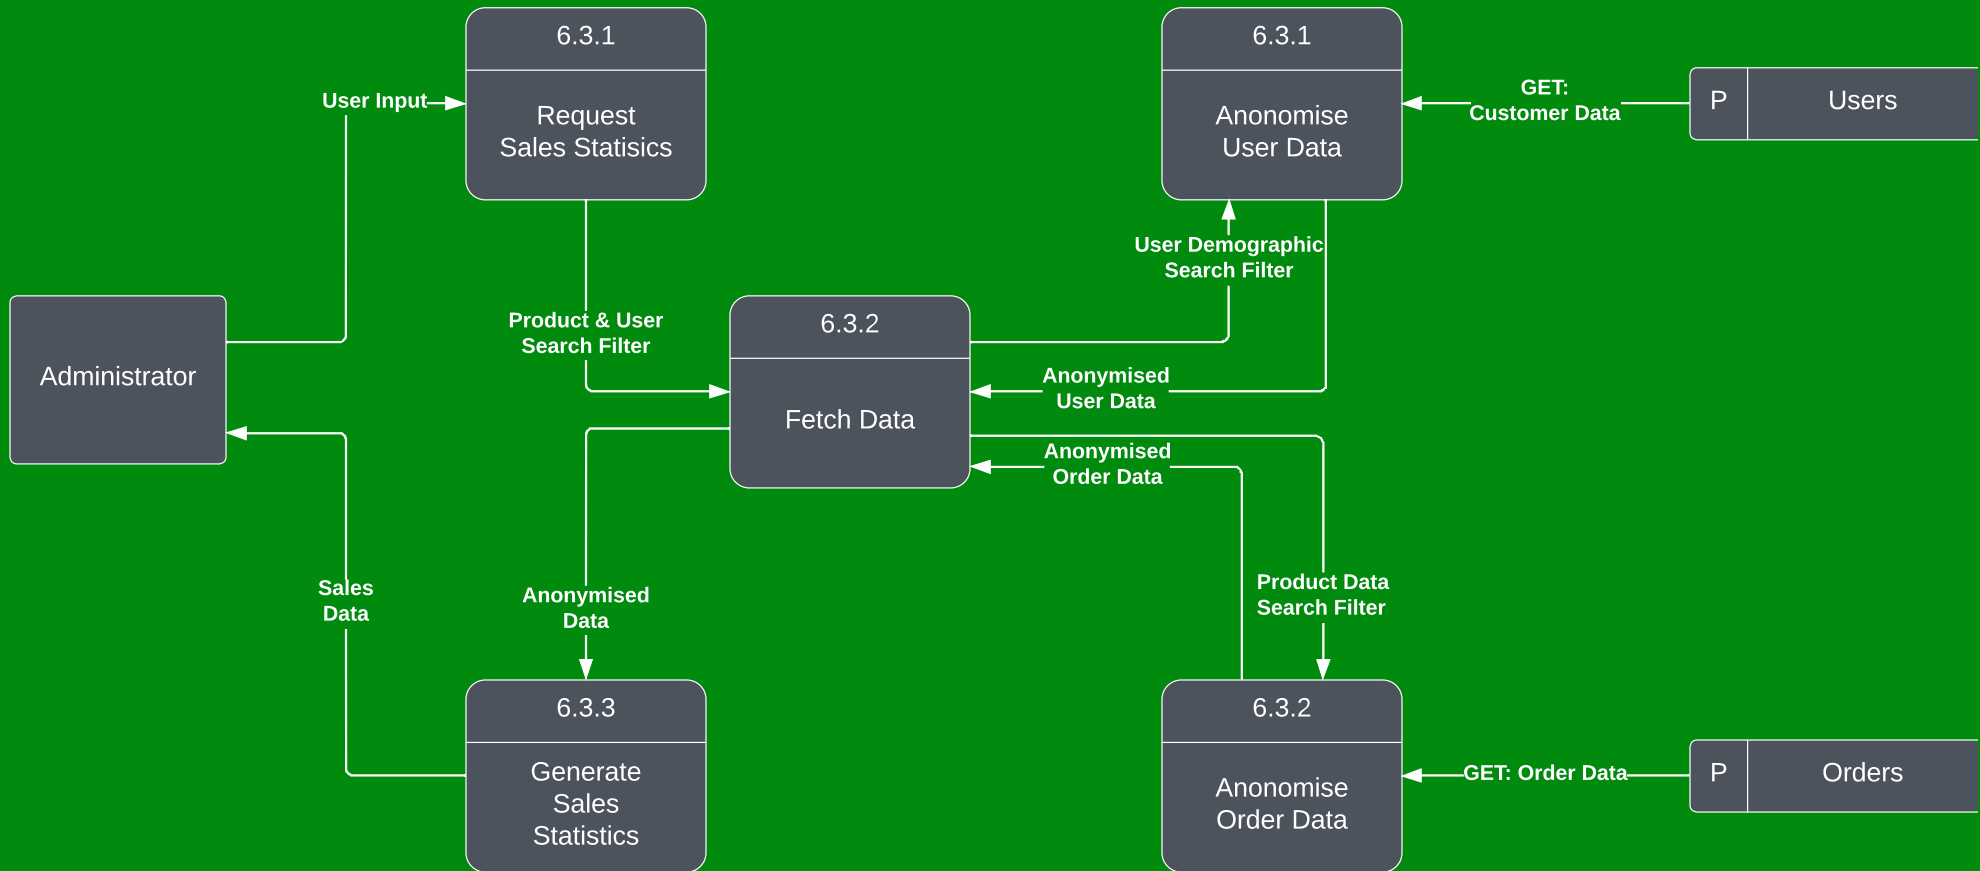 6.3.1
Request
Sales Statisics
6.3.1
Anonomise
User Data
GET:
Customer Data
P
Users
User Input
User Demographic
Search Filter
Product & User
Search Filter
Administrator
6.3.2
Fetch Data
Anonymised
User Data
Anonymised
Order Data
Sales
Data
Anonymised
Data
Product Data
Search Filter
6.3.3
Generate
Sales
Statistics
6.3.2
Anonomise
Order Data
GET: Order Data
P
Orders